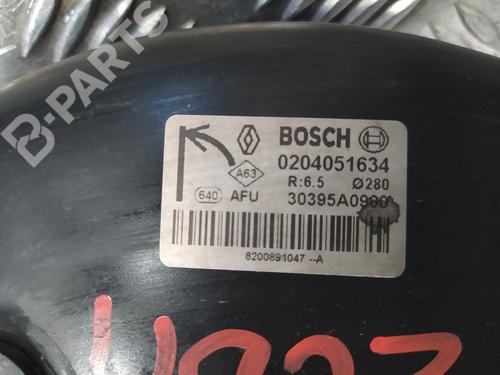 B-PARTS
BOSCH
0204051634
A63
R:6.5 Ø280
640 AFU 30395A0900
8200891047 --A